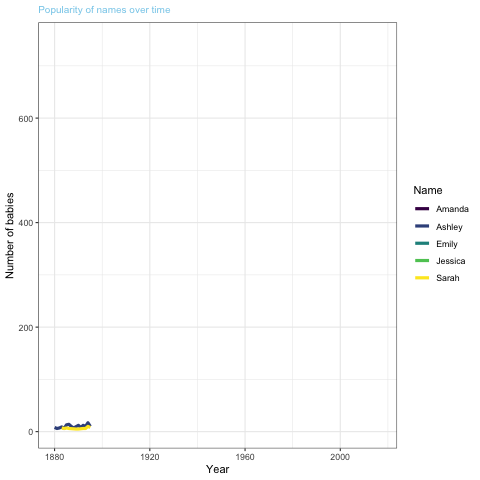 Popularity of names over time
Number of babies
600
400
200
0
1880
1920
1960
2000
Year
Name
Amanda
Ashley
Emily
Jessica
Sarah